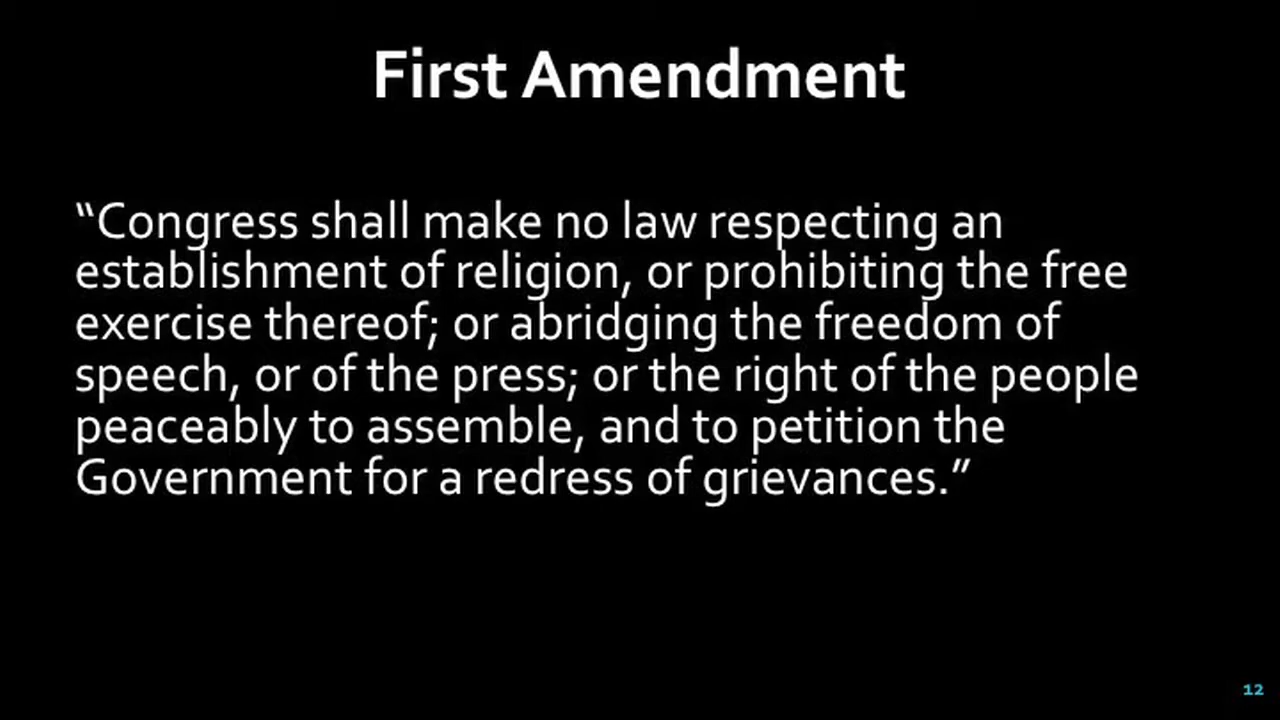 First Amendment
“Congress shall make no law respecting an
establishment of religion, or prohibiting the free
exercise thereof; or abridging the freedom of
speech, or of the press; or the right of the people
peaceably to assemble, and to petition the
Government for a redress of grievances.”
12